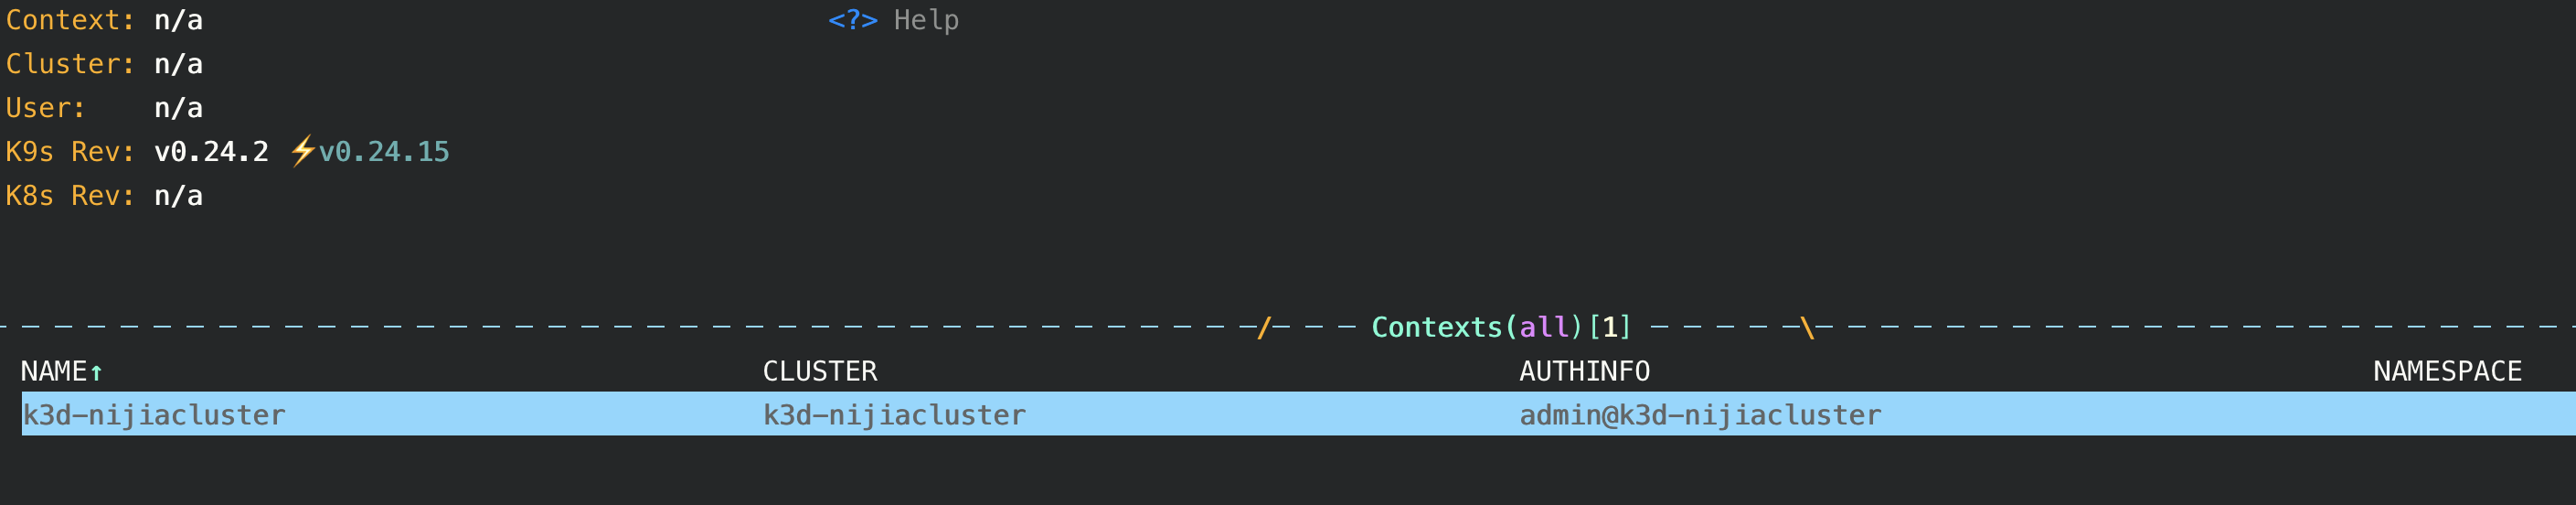 Context: n/a <?> Help
Cluster: n/a
User: n/a
K9s Rev: v0.24.2 ⚡v0.24.15
K8s Rev: n/a
Contexts(all)[1]
NAME↑ CLUSTER AUTHINFO NAMESPACE
k3d-nijiacluster k3d-nijiacluster admin@k3d-nijiacluster